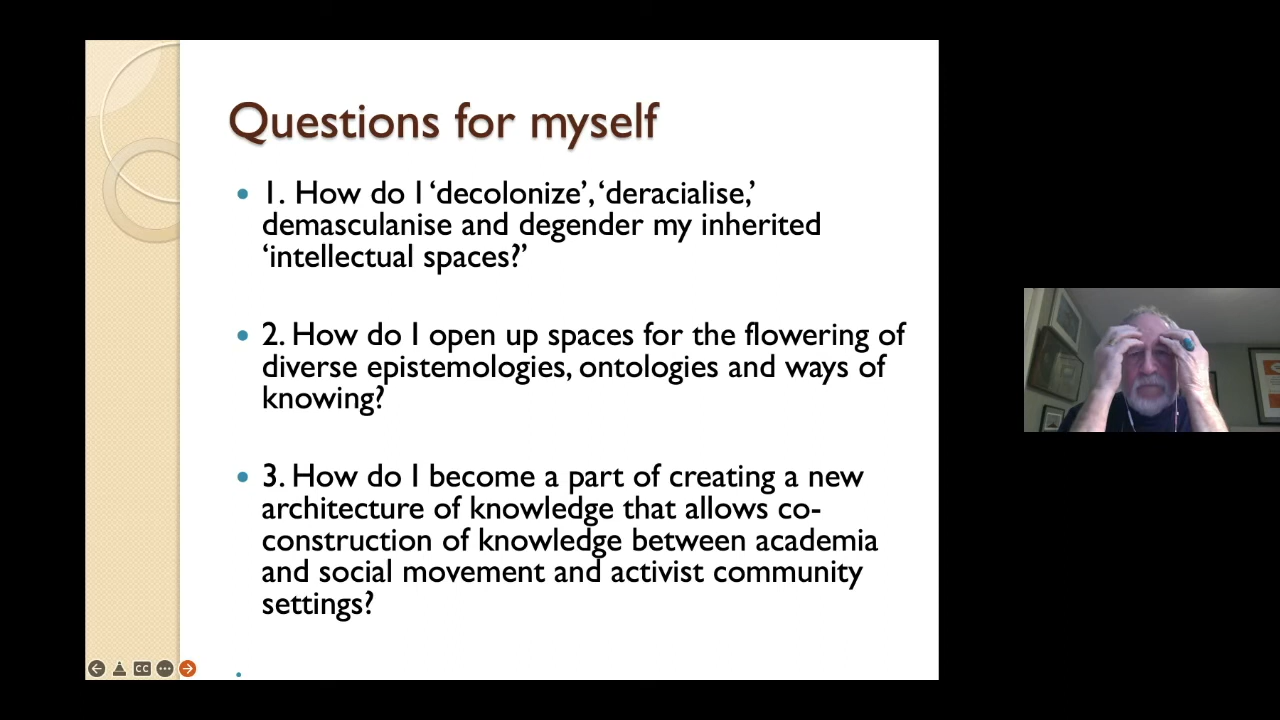 Questions for myself
• 1. How do I ‘decolonize’, ‘deracialise,’
demasculanise and degender my inherited
‘intellectual spaces?’
• 2. How do I open up spaces for the flowering of
diverse epistemologies, ontologies and ways of
knowing?
• 3. How do I become a part of creating a new
architecture of knowledge that allows co-
construction of knowledge between academia
and social movement and activist community
settings?
CC